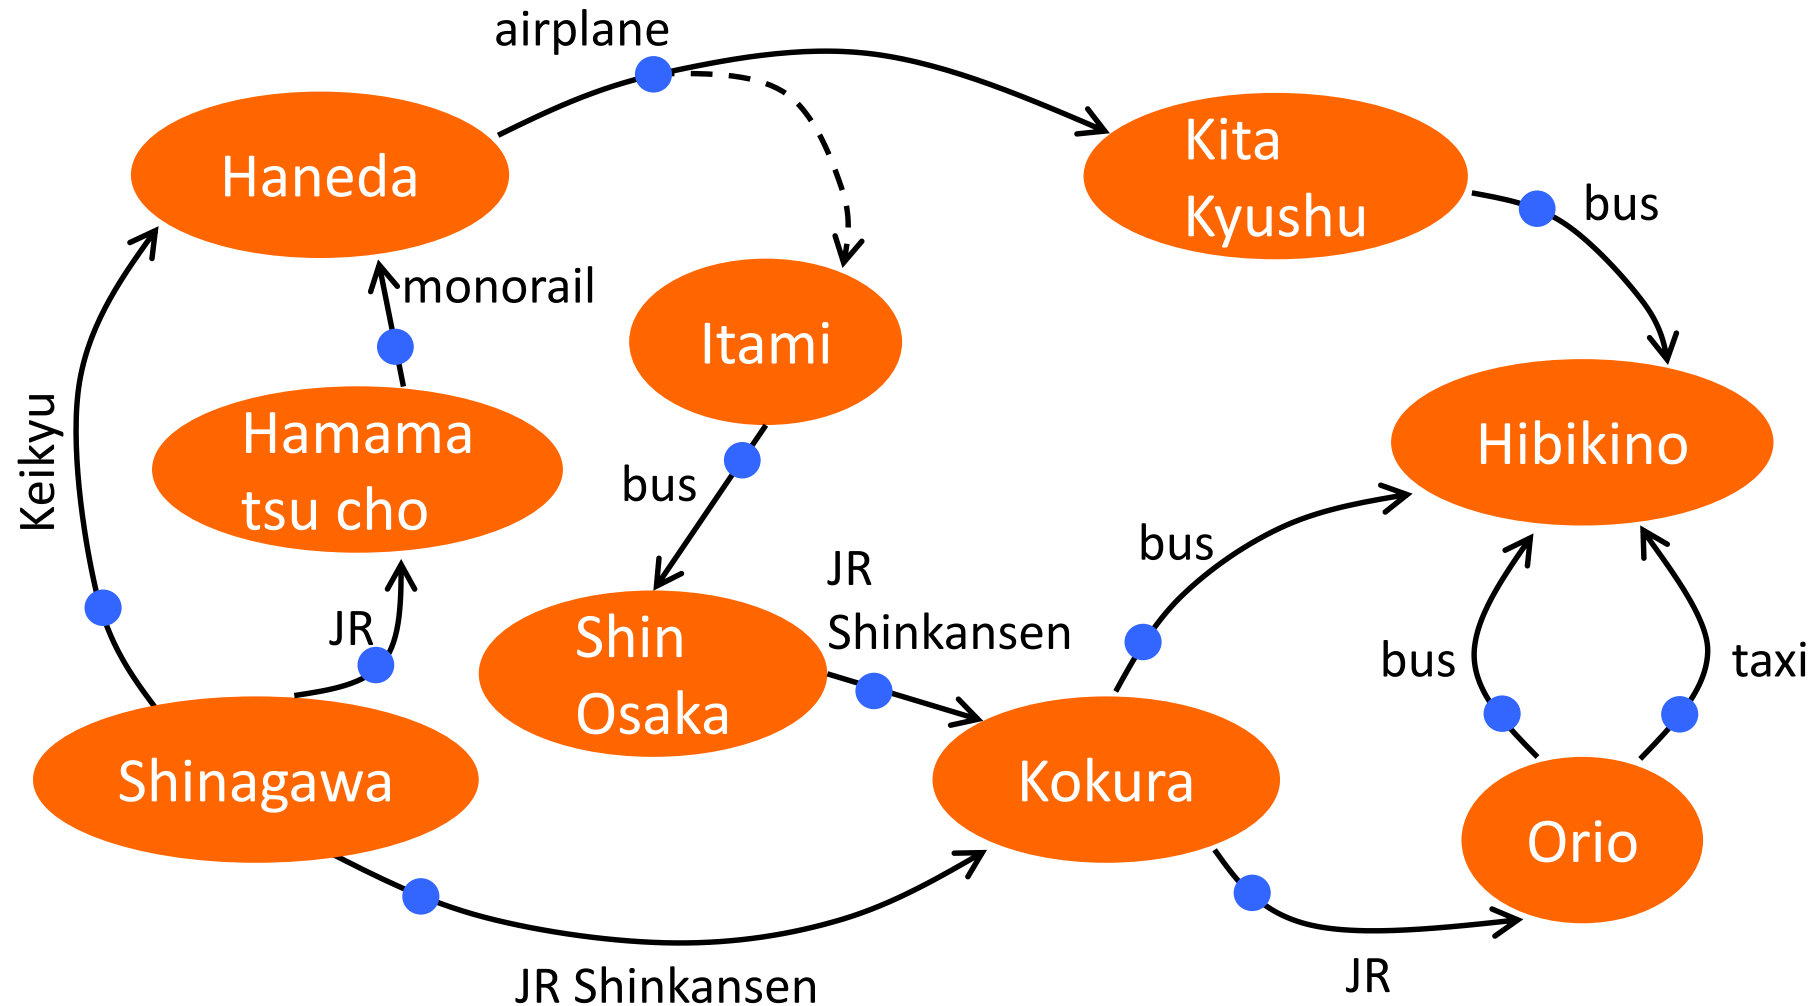 airplane
Haneda
Kita
Kyushu
bus
monorail
Itami
Keikyu
Hamama
tsu cho
Hibikino
bus
JR
JR
Shinkansen
bus
Shin
Osaka
bus
taxi
Shinagawa
Kokura
Orio
JR Shinkansen
JR